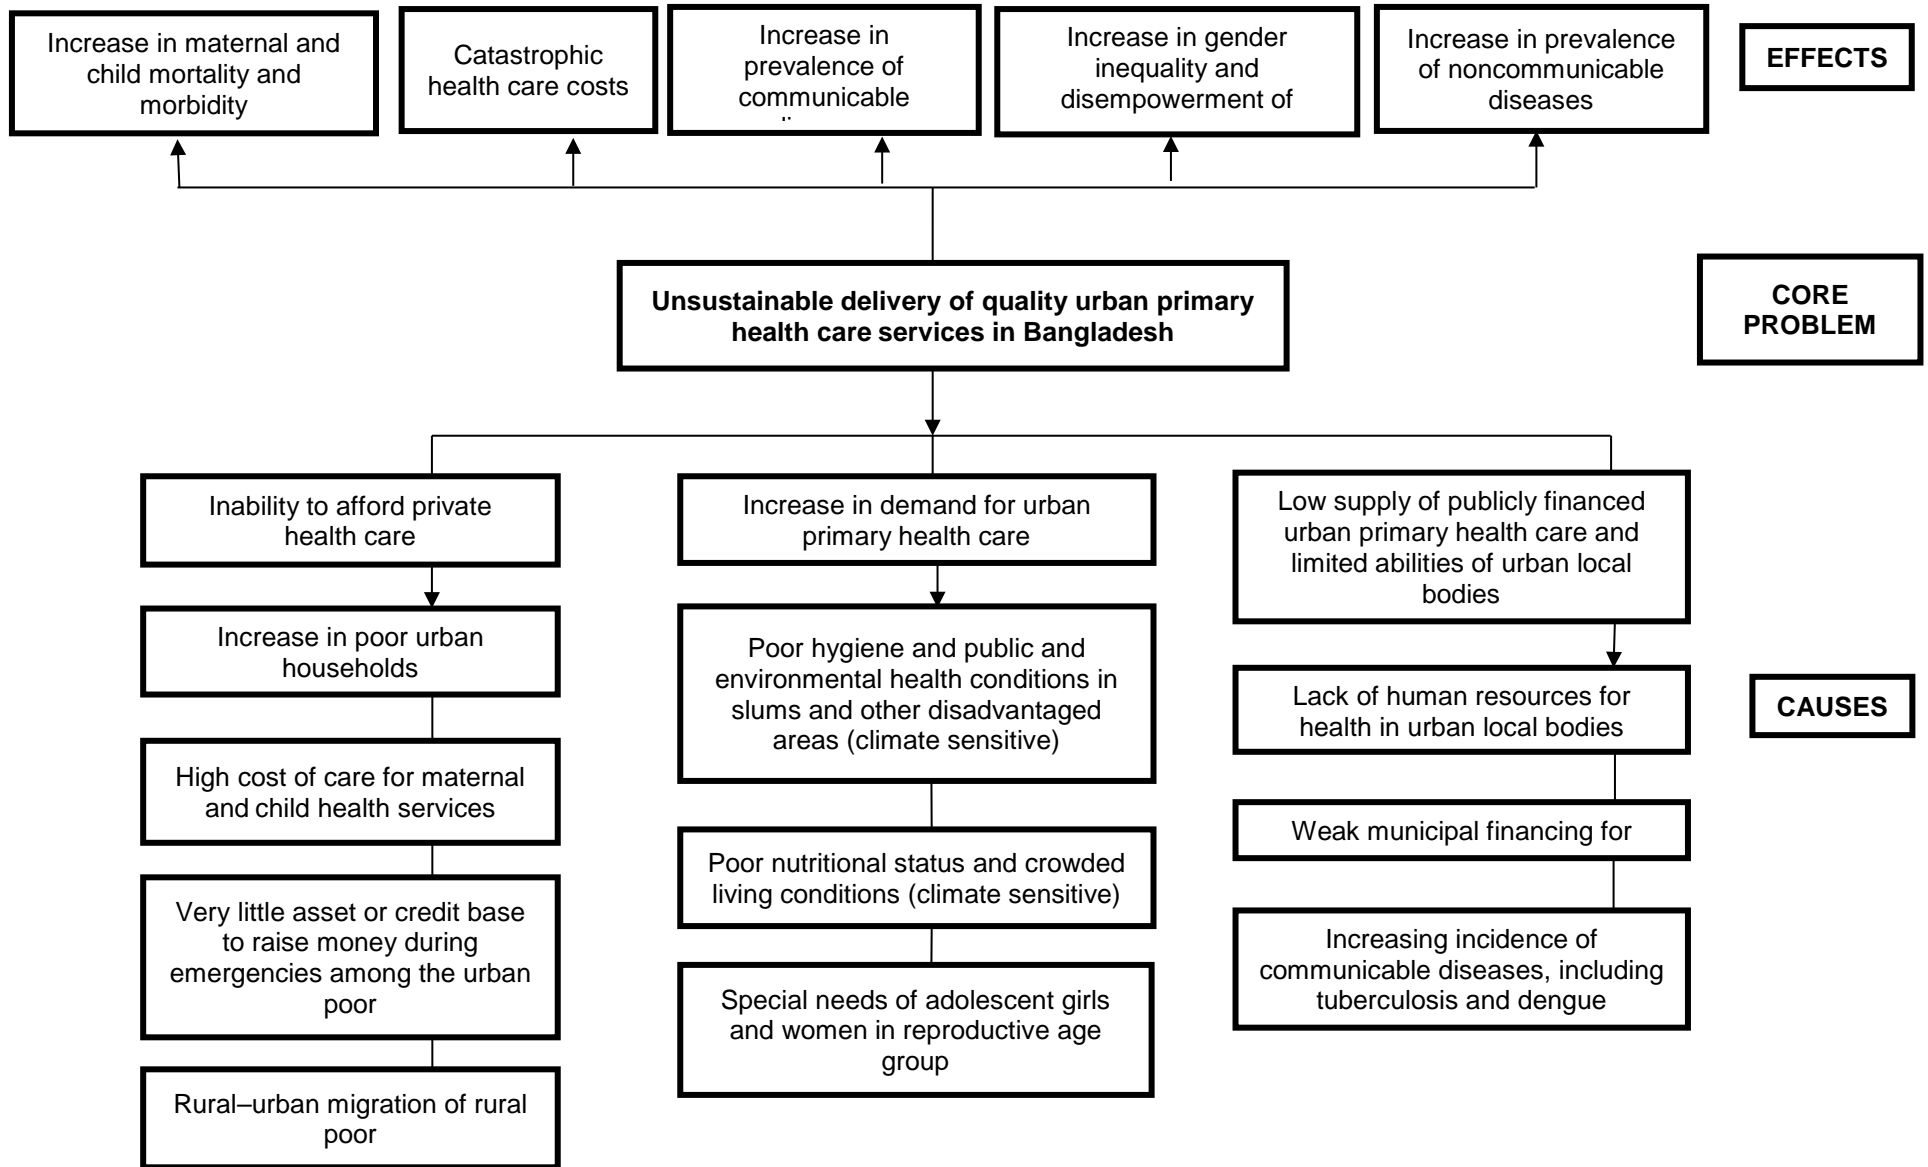 Increase in maternal and
child mortality and
morbidity
Catastrophic
health care costs
Increase in
prevalence of
communicable
Increase in gender
inequality and
disempowerment of
Increase in prevalence
of noncommunicable
diseases
EFFECTS
Unsustainable delivery of quality urban primary
health care services in Bangladesh
CORE
PROBLEM
Inability to afford private
health care
Increase in poor urban
households
High cost of care for maternal
and child health services
Very little asset or credit base
to raise money during
emergencies among the urban
poor
Rural–urban migration of rural
poor
Increase in demand for urban
primary health care
Poor hygiene and public and
environmental health conditions in
slums and other disadvantaged
areas (climate sensitive)
Poor nutritional status and crowded
living conditions (climate sensitive)
Special needs of adolescent girls
and women in reproductive age
group
Low supply of publicly financed
urban primary health care and
limited abilities of urban local
bodies
Lack of human resources for
health in urban local bodies
Weak municipal financing for
Increasing incidence of
communicable diseases, including
tuberculosis and dengue
CAUSES